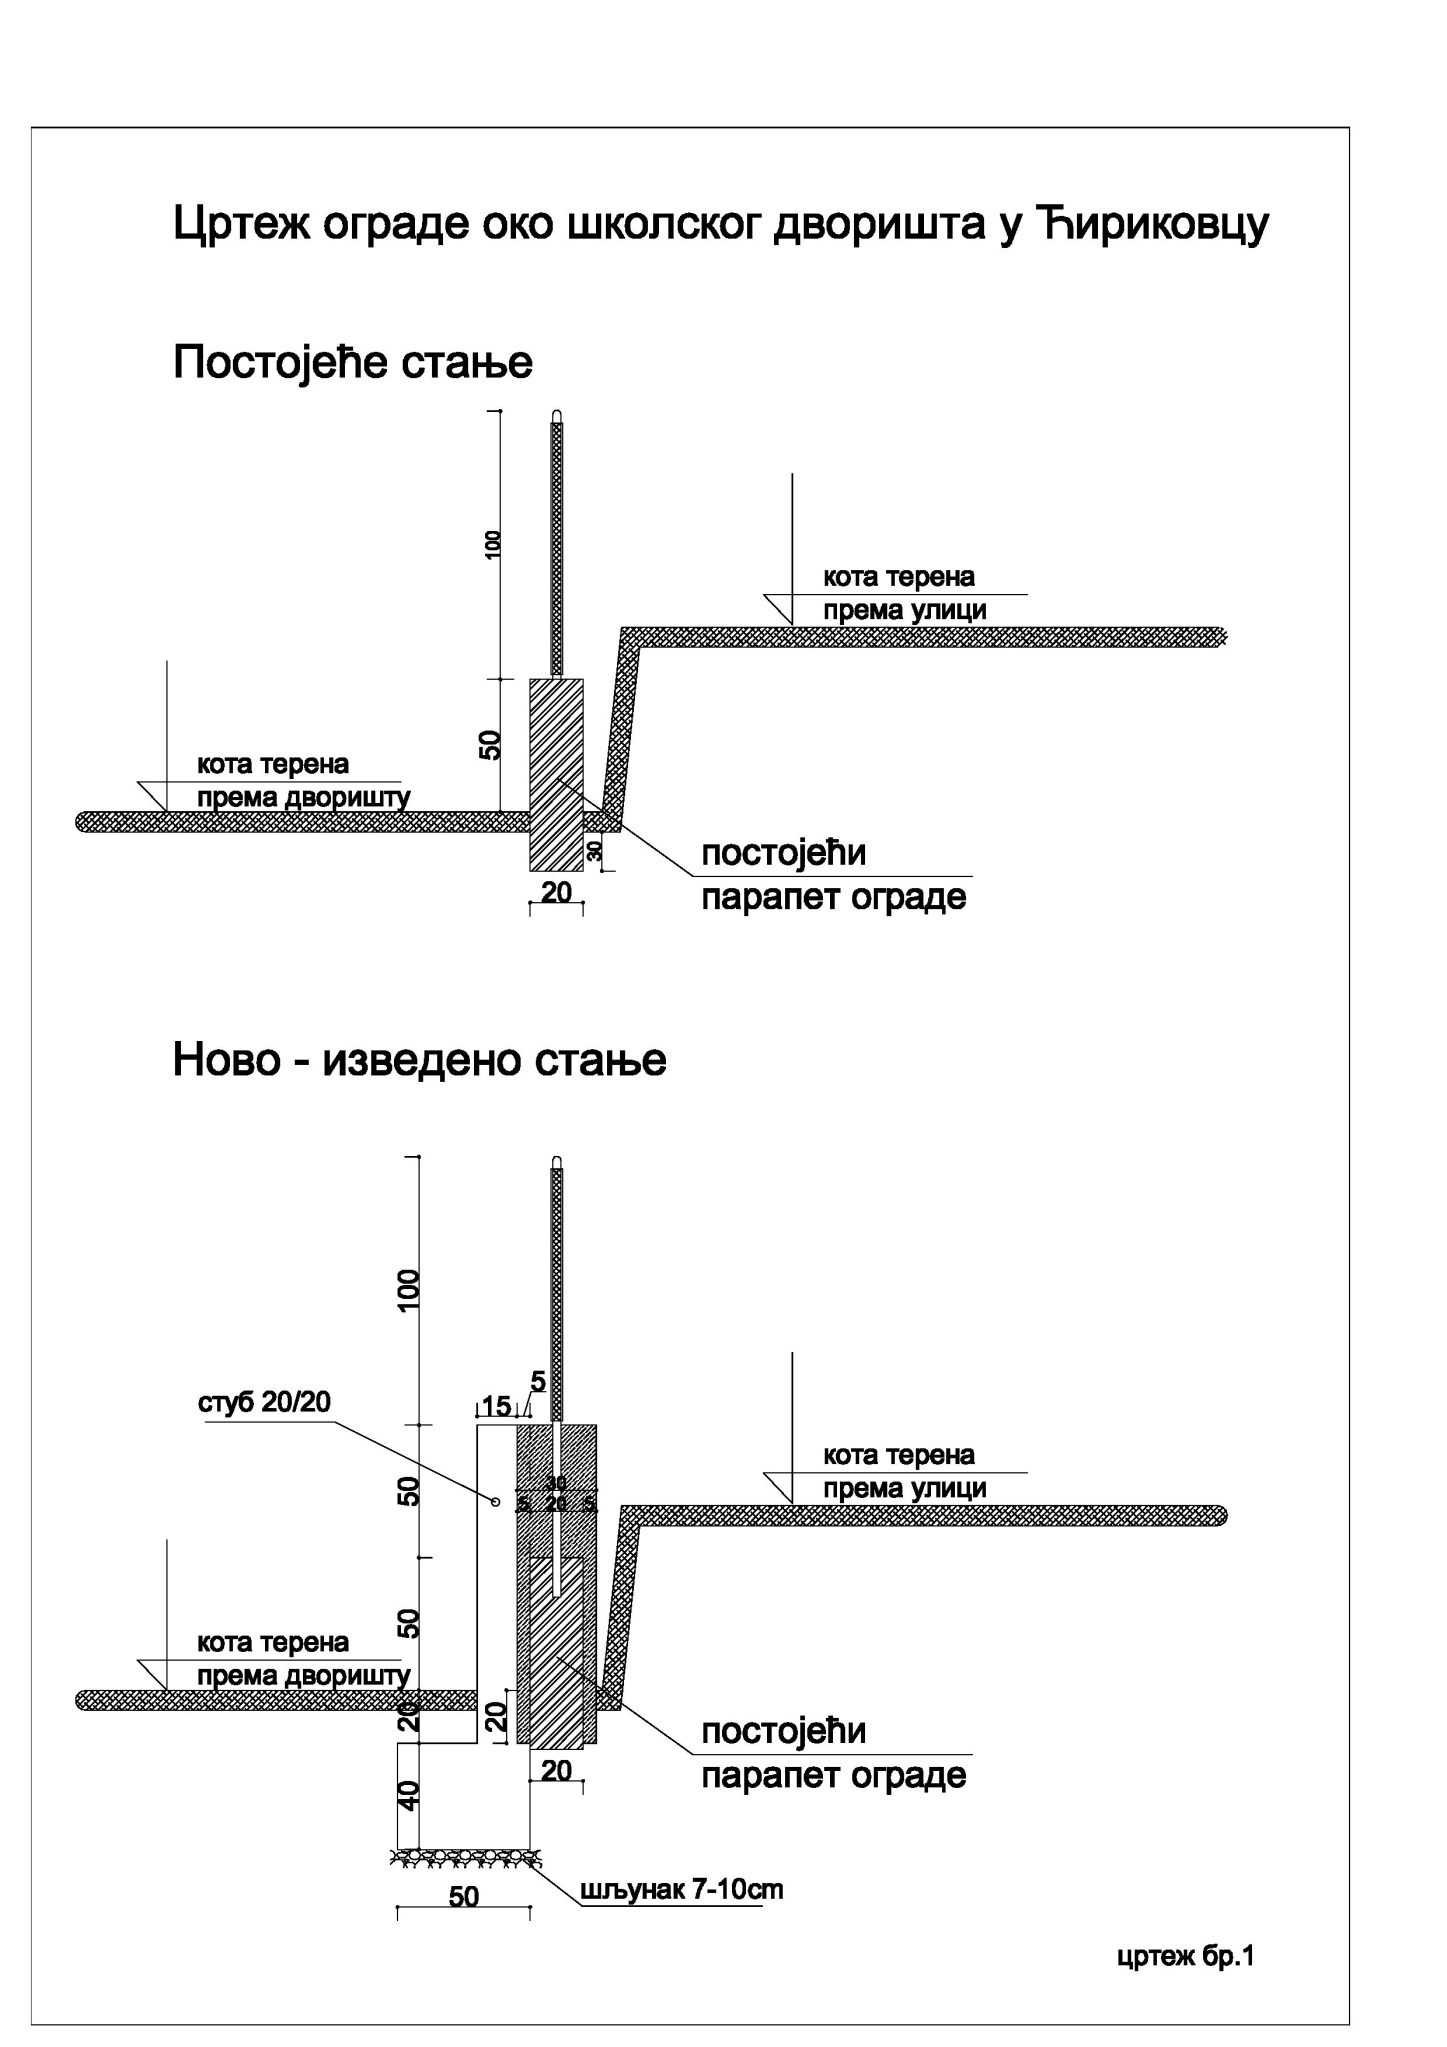 Цртеж ограде око школског дворишта у Ћириковцу
Постојеће стање
100
кота терена
према улици
50
кота терена
према дворишту
30
постојећи
20
парапет ограде
Ново - изведено стање
100
5
15
стуб 20/20
кота терена
према улици
30
50
5 20 5
50
кота терена
према дворишту
20
20
постојећи
20
парапет ограде
40
шљунак 7-10cm
50
цртеж бр.1